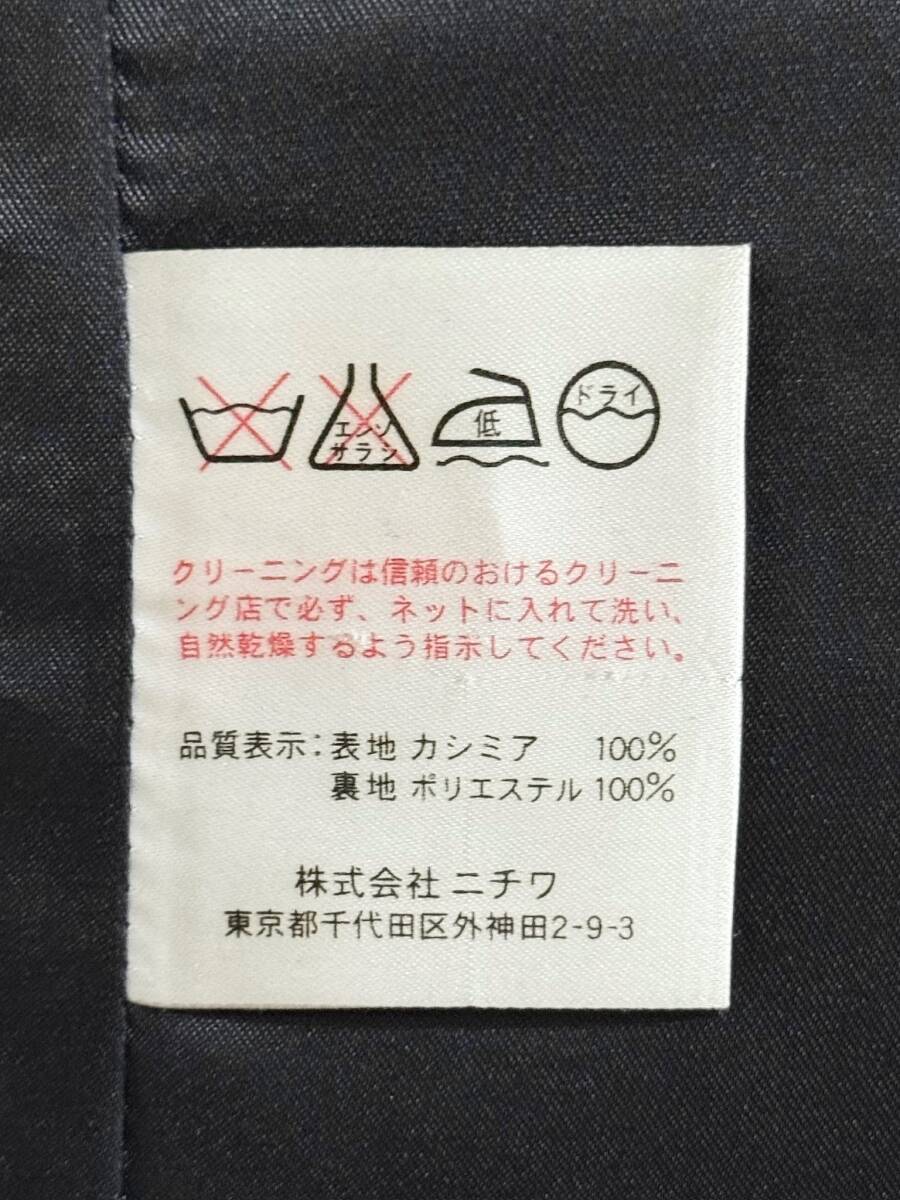 エンソ
サラシ
低
ドライ
クリーニングは信頼のおけるクリーニ
ング店で必ず、ネットに入れて洗い、
自然乾燥するよう指示してください。
品質表示：表地 カシミア 100%
裏地 ポリエステル 100%
株式会社 ニチワ
東京都千代田区外神田2-9-3